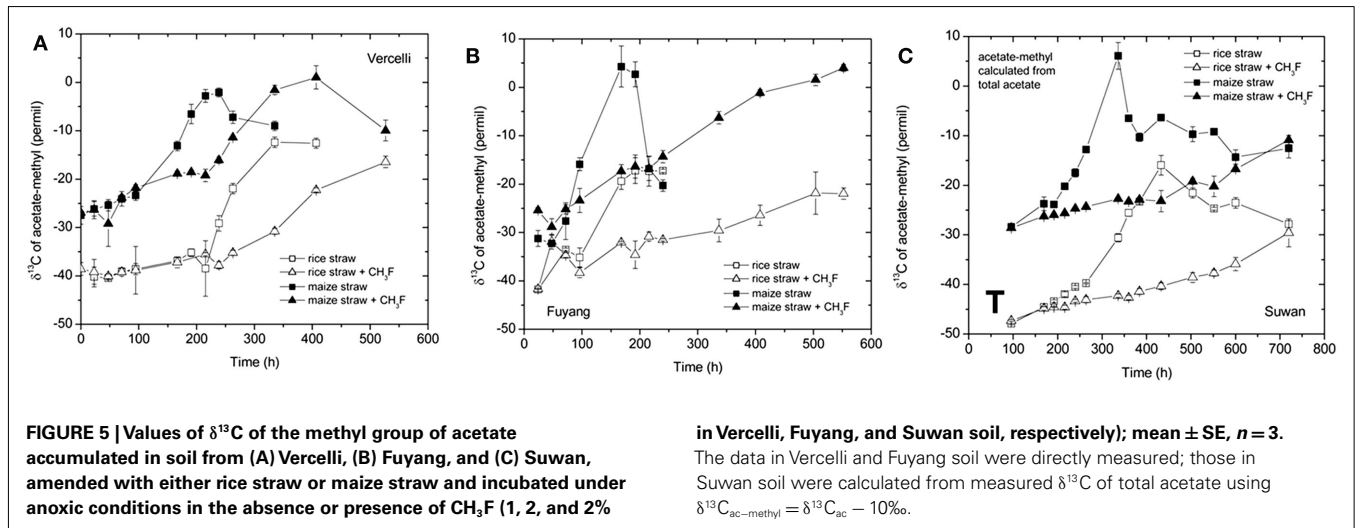 A
Vercelli
δ¹³C of acetate-methyl (permil)
10
0
-10
-20
-30
-40
-50
rice straw
rice straw + CH₃F
maize straw
maize straw + CH₃F
0 100 200 300 400 500 600
Time (h)
B
δ¹³C of acetate-methyl (permil)
10
0
-10
-20
-30
-40
-50
Fuyang
rice straw
rice straw + CH₃F
maize straw
maize straw + CH₃F
0 100 200 300 400 500 600
Time (h)
C
acetate-methyl
calculated from
total acetate
δ¹³C of acetate-methyl (permil)
10
0
-10
-20
-30
-40
-50
rice straw
rice straw + CH₃F
maize straw
maize straw + CH₃F
T
Suwan
0 100 200 300 400 500 600 700 800
Time (h)
FIGURE 5 | Values of δ¹³C of the methyl group of acetate
accumulated in soil from (A) Vercelli, (B) Fuyang, and (C) Suwan,
amended with either rice straw or maize straw and incubated under
anoxic conditions in the absence or presence of CH₃F (1, 2, and 2%
in Vercelli, Fuyang, and Suwan soil, respectively); mean ± SE, n = 3.
The data in Vercelli and Fuyang soil were directly measured; those in
Suwan soil were calculated from measured δ¹³C of total acetate using
δ¹³Cac−methyl = δ¹³Cac − 10‰.